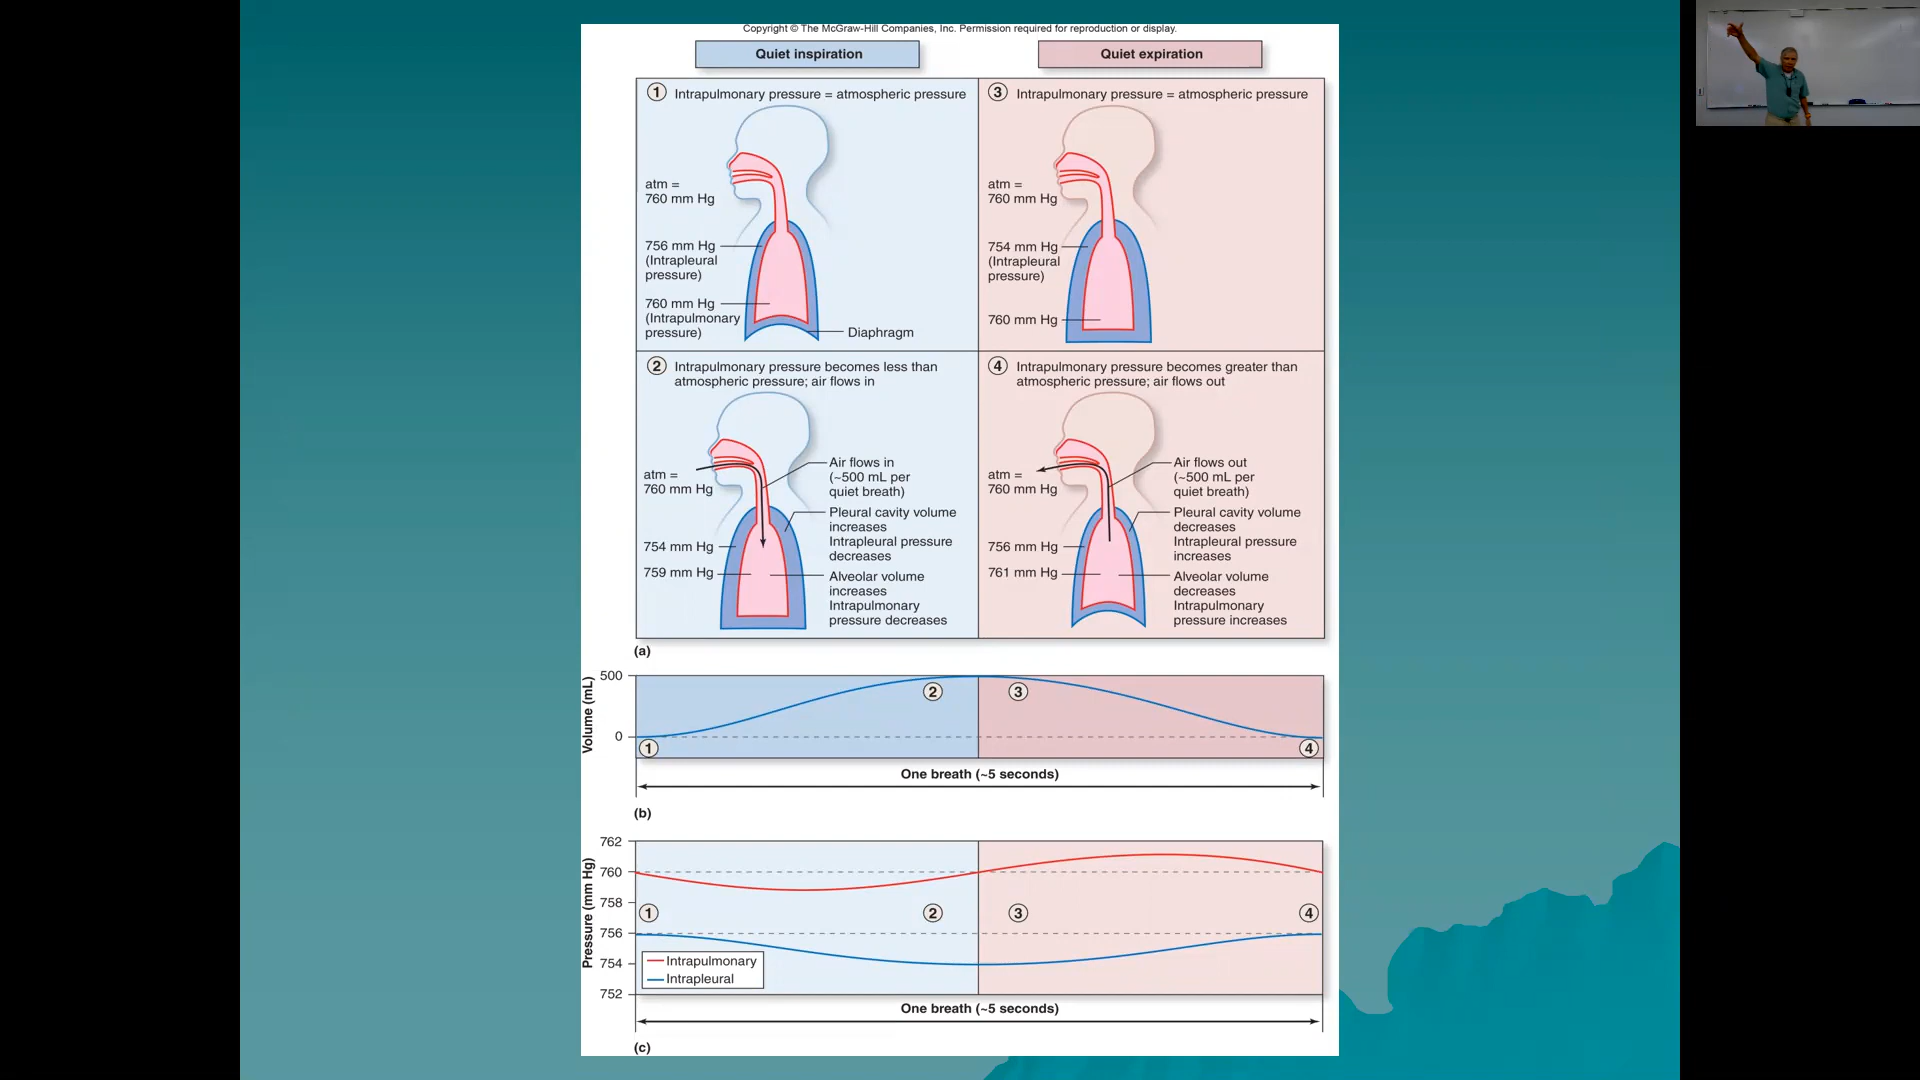 Copyright © The McGraw-Hill Companies, Inc. Permission required for reproduction or display.
Quiet inspiration
Quiet expiration
1 Intrapulmonary pressure = atmospheric pressure
atm =
760 mm Hg
756 mm Hg
(Intrapleural
pressure)
760 mm Hg
(Intrapulmonary
pressure)
Diaphragm
3 Intrapulmonary pressure = atmospheric pressure
atm =
760 mm Hg
754 mm Hg
(Intrapleural
pressure)
760 mm Hg
2 Intrapulmonary pressure becomes less than
atmospheric pressure; air flows in
atm =
760 mm Hg
754 mm Hg
759 mm Hg
Air flows in
(~500 mL per
quiet breath)
Pleural cavity volume
increases
Intrapleural pressure
decreases
Alveolar volume
increases
Intrapulmonary
pressure decreases
4 Intrapulmonary pressure becomes greater than
atmospheric pressure; air flows out
atm =
760 mm Hg
756 mm Hg
761 mm Hg
Air flows out
(~500 mL per
quiet breath)
Pleural cavity volume
decreases
Intrapleural pressure
increases
Alveolar volume
decreases
Intrapulmonary
pressure increases
(a)
Volume (mL)
500
0
1
2
3
4
One breath (~5 seconds)
(b)
Pressure (mm Hg)
762
760
758
756
754
752
1
2
3
4
Intrapulmonary
Intrapleural
One breath (~5 seconds)
(c)